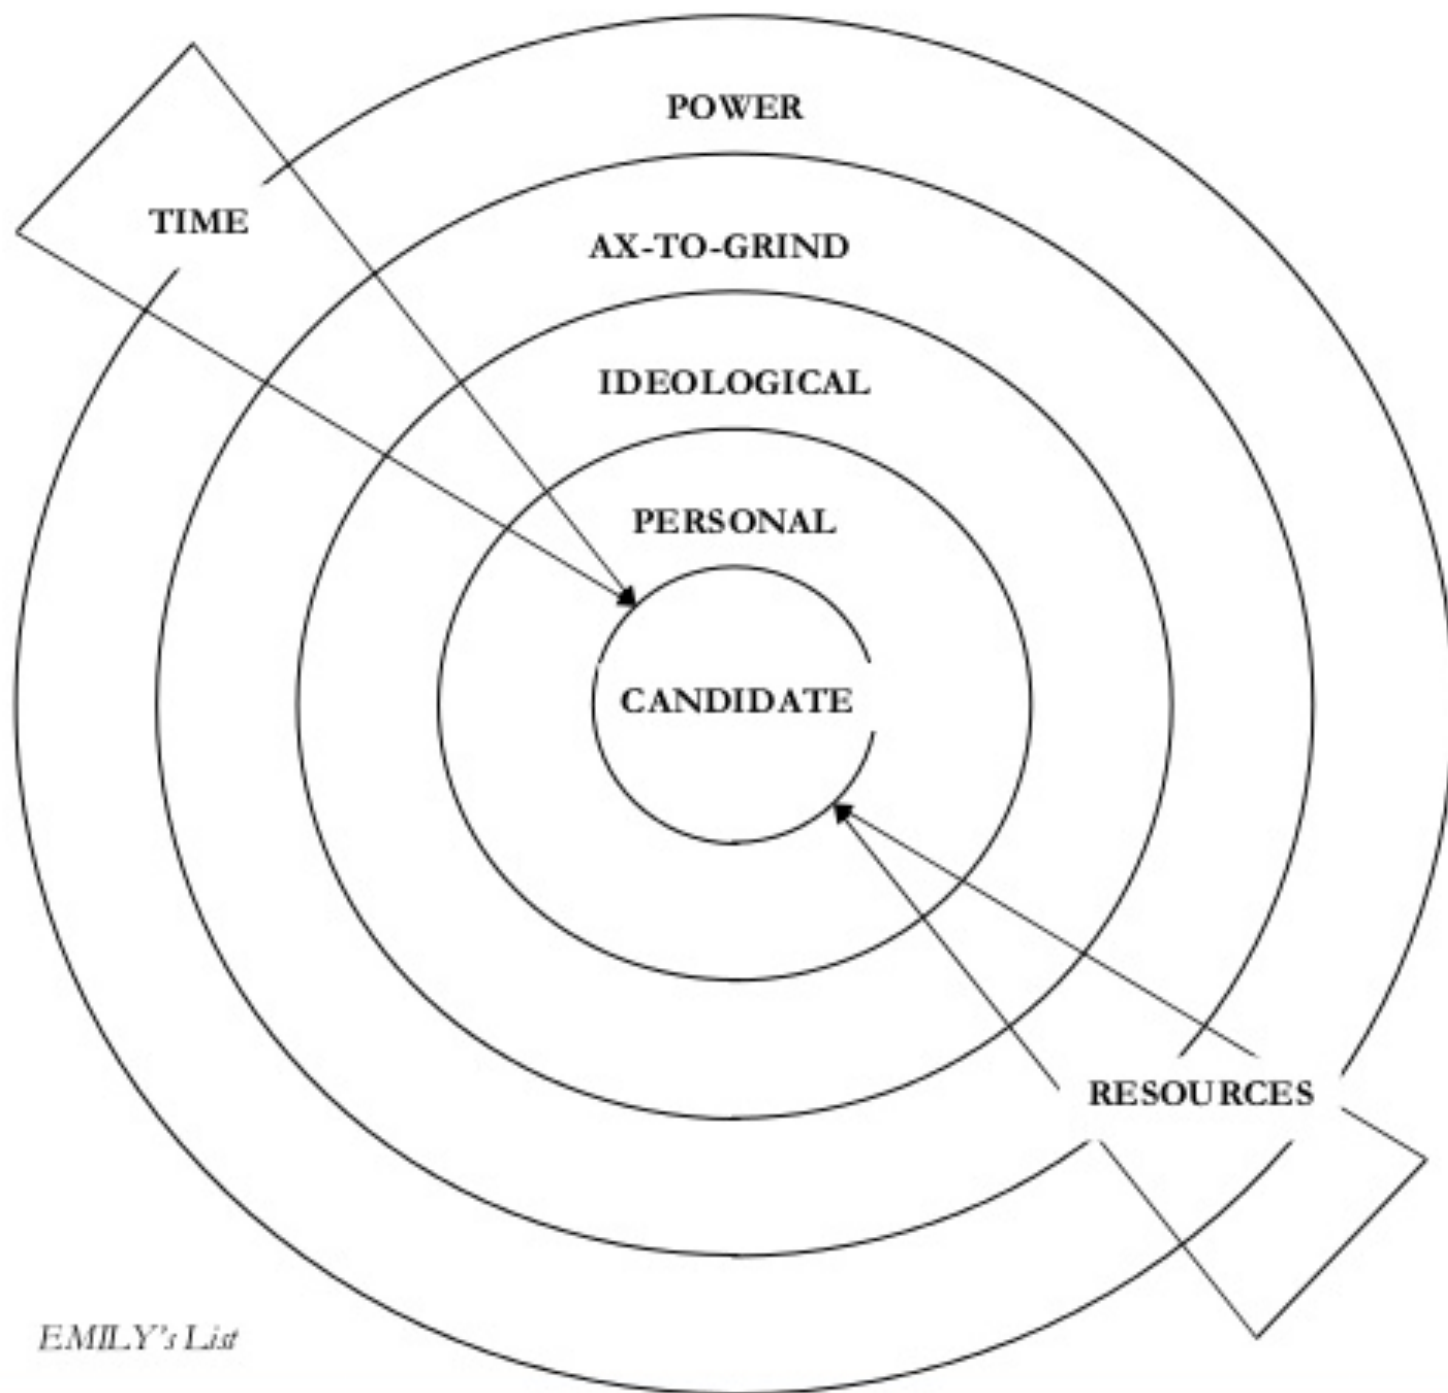 POWER
TIME
AX-TO-GRIND
IDEOLOGICAL
PERSONAL
CANDIDATE
RESOURCES
EMILY's List